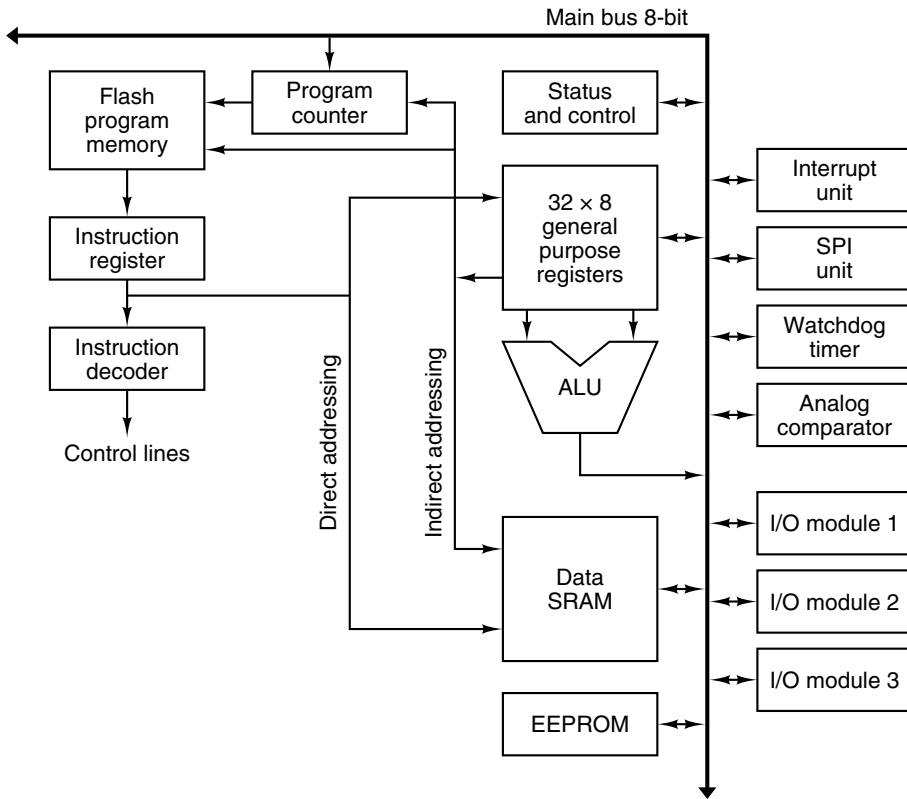 Main bus 8-bit
Flash
program
memory
Program
counter
Status
and control
Interrupt
unit
32 × 8
general
purpose
registers
Instruction
register
SPI
unit
Instruction
decoder
Watchdog
timer
ALU
Analog
comparator
Control lines
Direct addressing
Indirect addressing
Data
SRAM
I/O module 1
I/O module 2
I/O module 3
EEPROM